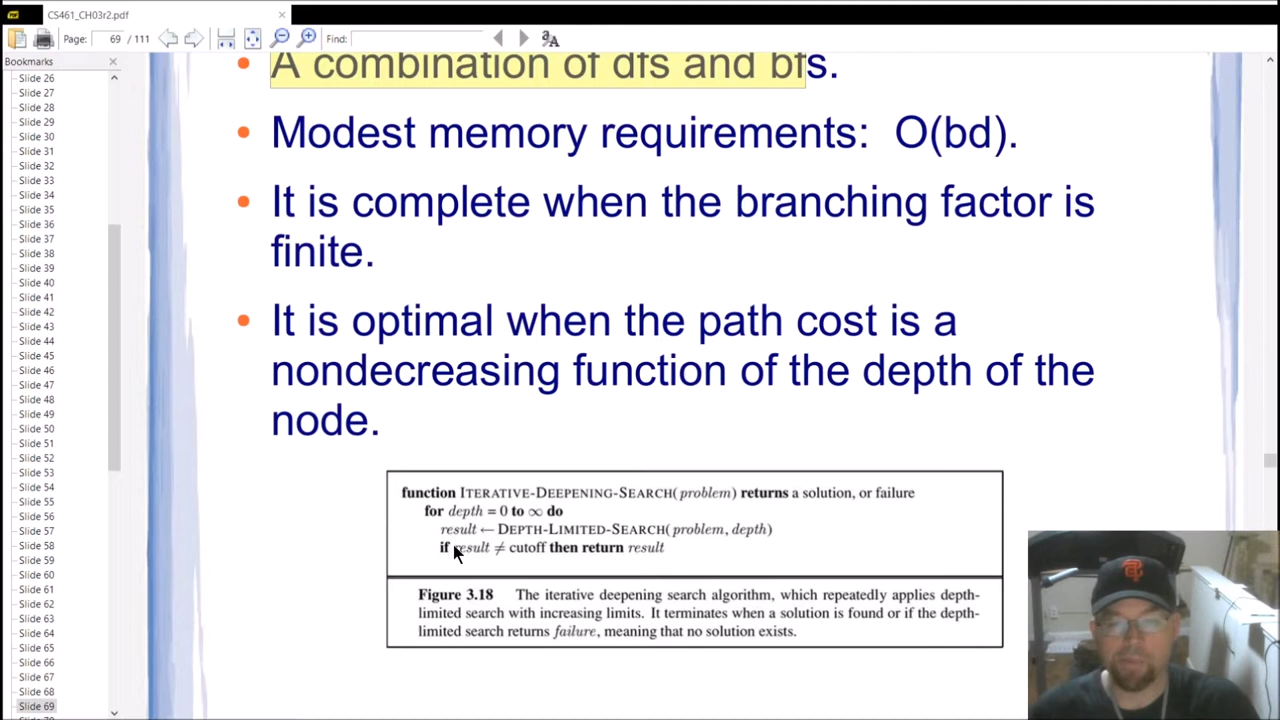 CS461_CH03r2.pdf
Page: 69 / 111
Find:
Bookmarks
Slide 26
Slide 27
Slide 28
Slide 29
Slide 30
Slide 31
Slide 32
Slide 33
Slide 34
Slide 35
Slide 36
Slide 37
Slide 38
Slide 39
Slide 40
Slide 41
Slide 42
Slide 43
Slide 44
Slide 45
Slide 46
Slide 47
Slide 48
Slide 49
Slide 50
Slide 51
Slide 52
Slide 53
Slide 54
Slide 55
Slide 56
Slide 57
Slide 58
Slide 59
Slide 60
Slide 61
Slide 62
Slide 63
Slide 64
Slide 65
Slide 66
Slide 67
Slide 68
Slide 69
A combination of dfs and bfs.
Modest memory requirements: O(bd).
It is complete when the branching factor is
finite.
It is optimal when the path cost is a
nondecreasing function of the depth of the
node.
function ITERATIVE-DEEPENING-SEARCH(problem) returns a solution, or failure
for depth = 0 to ∞ do
result ← DEPTH-LIMITED-SEARCH(problem, depth)
if result ≠ cutoff then return result
Figure 3.18 The iterative deepening search algorithm, which repeatedly applies depth-
limited search with increasing limits. It terminates when a solution is found or if the depth-
limited search returns failure, meaning that no solution exists.